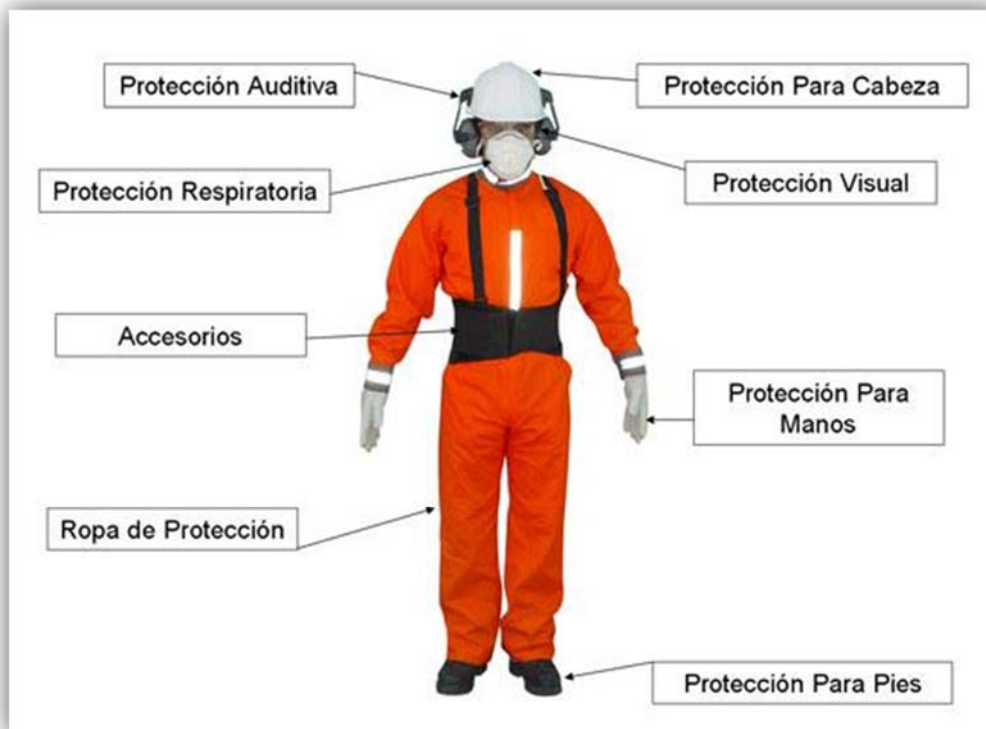 Protección Auditiva
Protección Para Cabeza
Protección Respiratoria
Protección Visual
Accesorios
Protección Para
Manos
Ropa de Protección
Protección Para Pies